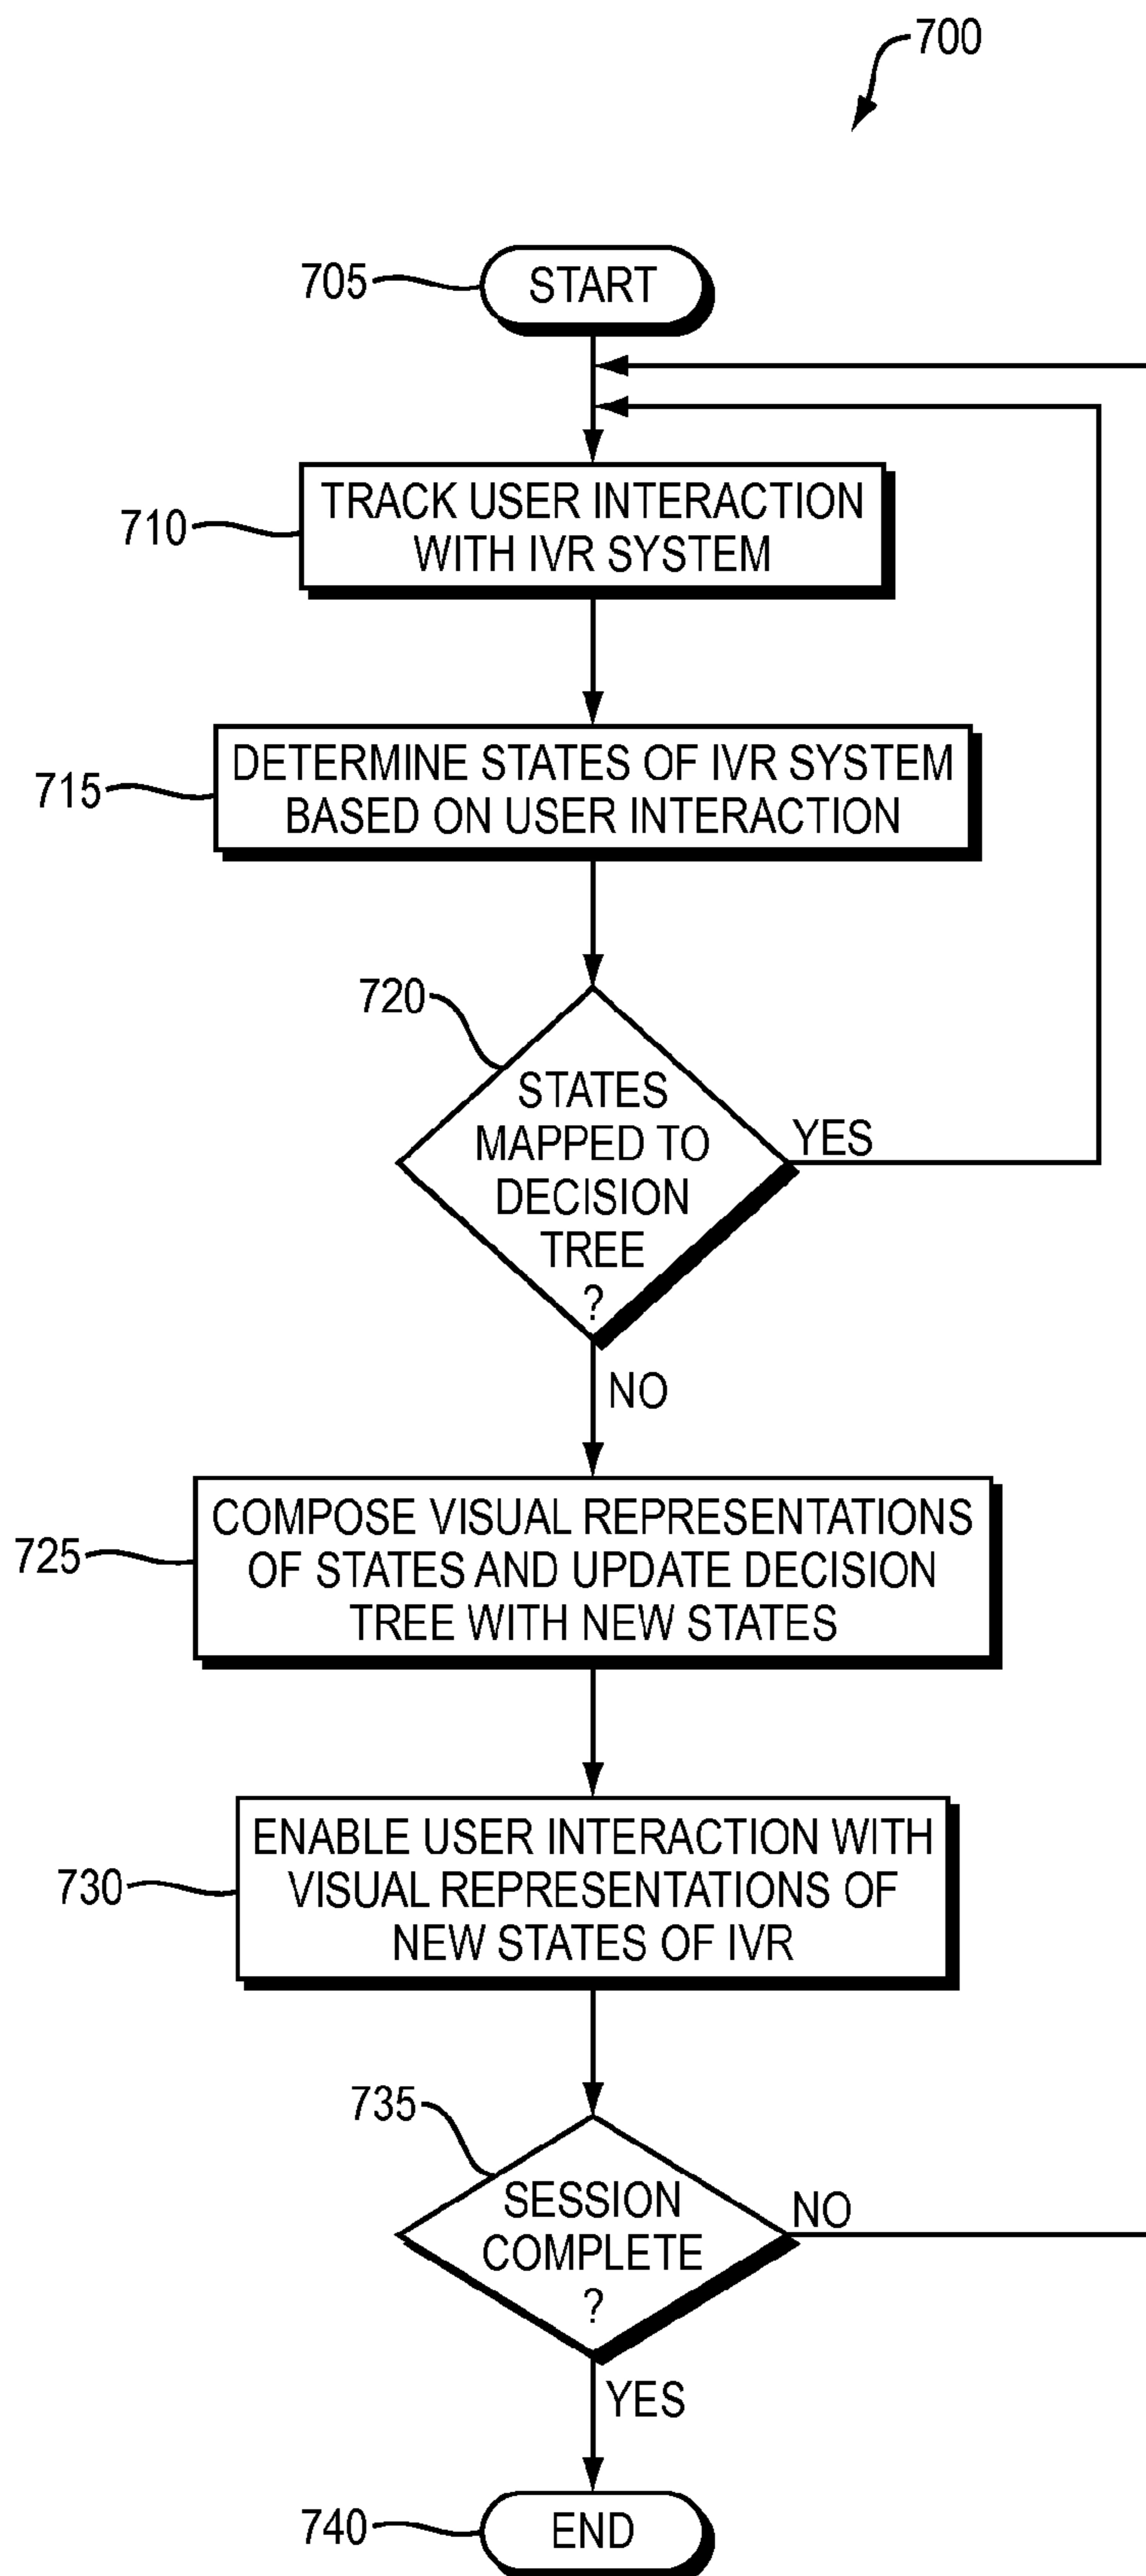 700
705
START
710
TRACK USER INTERACTION
WITH IVR SYSTEM
715
DETERMINE STATES OF IVR SYSTEM
BASED ON USER INTERACTION
720
STATES
MAPPED TO
DECISION
TREE
?
YES
NO
725
COMPOSE VISUAL REPRESENTATIONS
OF STATES AND UPDATE DECISION
TREE WITH NEW STATES
730
ENABLE USER INTERACTION WITH
VISUAL REPRESENTATIONS OF
NEW STATES OF IVR
735
SESSION
COMPLETE
?
NO
YES
740
END